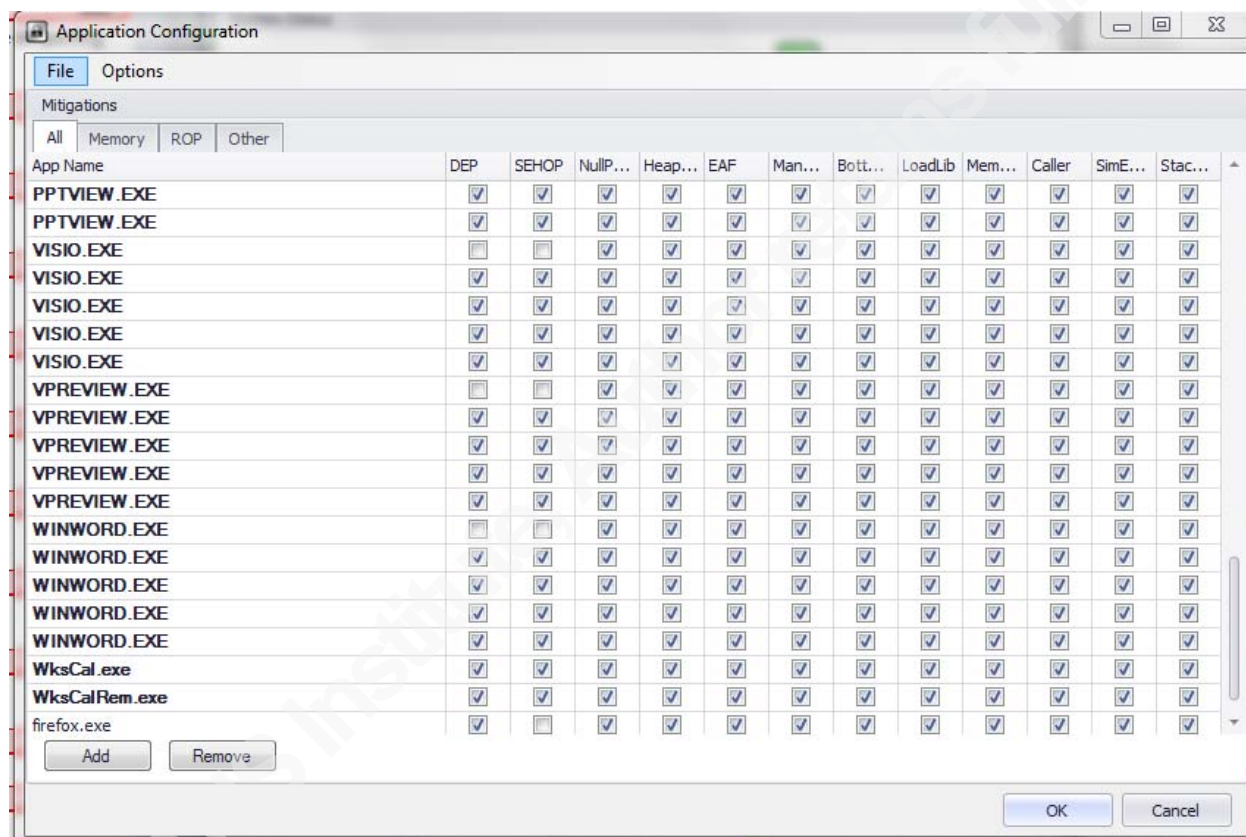 Application Configuration
File Options
Mitigations
All Memory ROP Other
App Name DEP SEHOP NullP... Heap... EAF Man... Bott... LoadLib Mem... Caller SimE... Stac...
PPTVIEW.EXE
PPTVIEW.EXE
VISIO.EXE
VISIO.EXE
VISIO.EXE
VISIO.EXE
VISIO.EXE
VPREVIEW.EXE
VPREVIEW.EXE
VPREVIEW.EXE
VPREVIEW.EXE
VPREVIEW.EXE
WINWORD.EXE
WINWORD.EXE
WINWORD.EXE
WINWORD.EXE
WINWORD.EXE
WksCal.exe
WksCalRem.exe
firefox.exe
Add Remove
OK Cancel